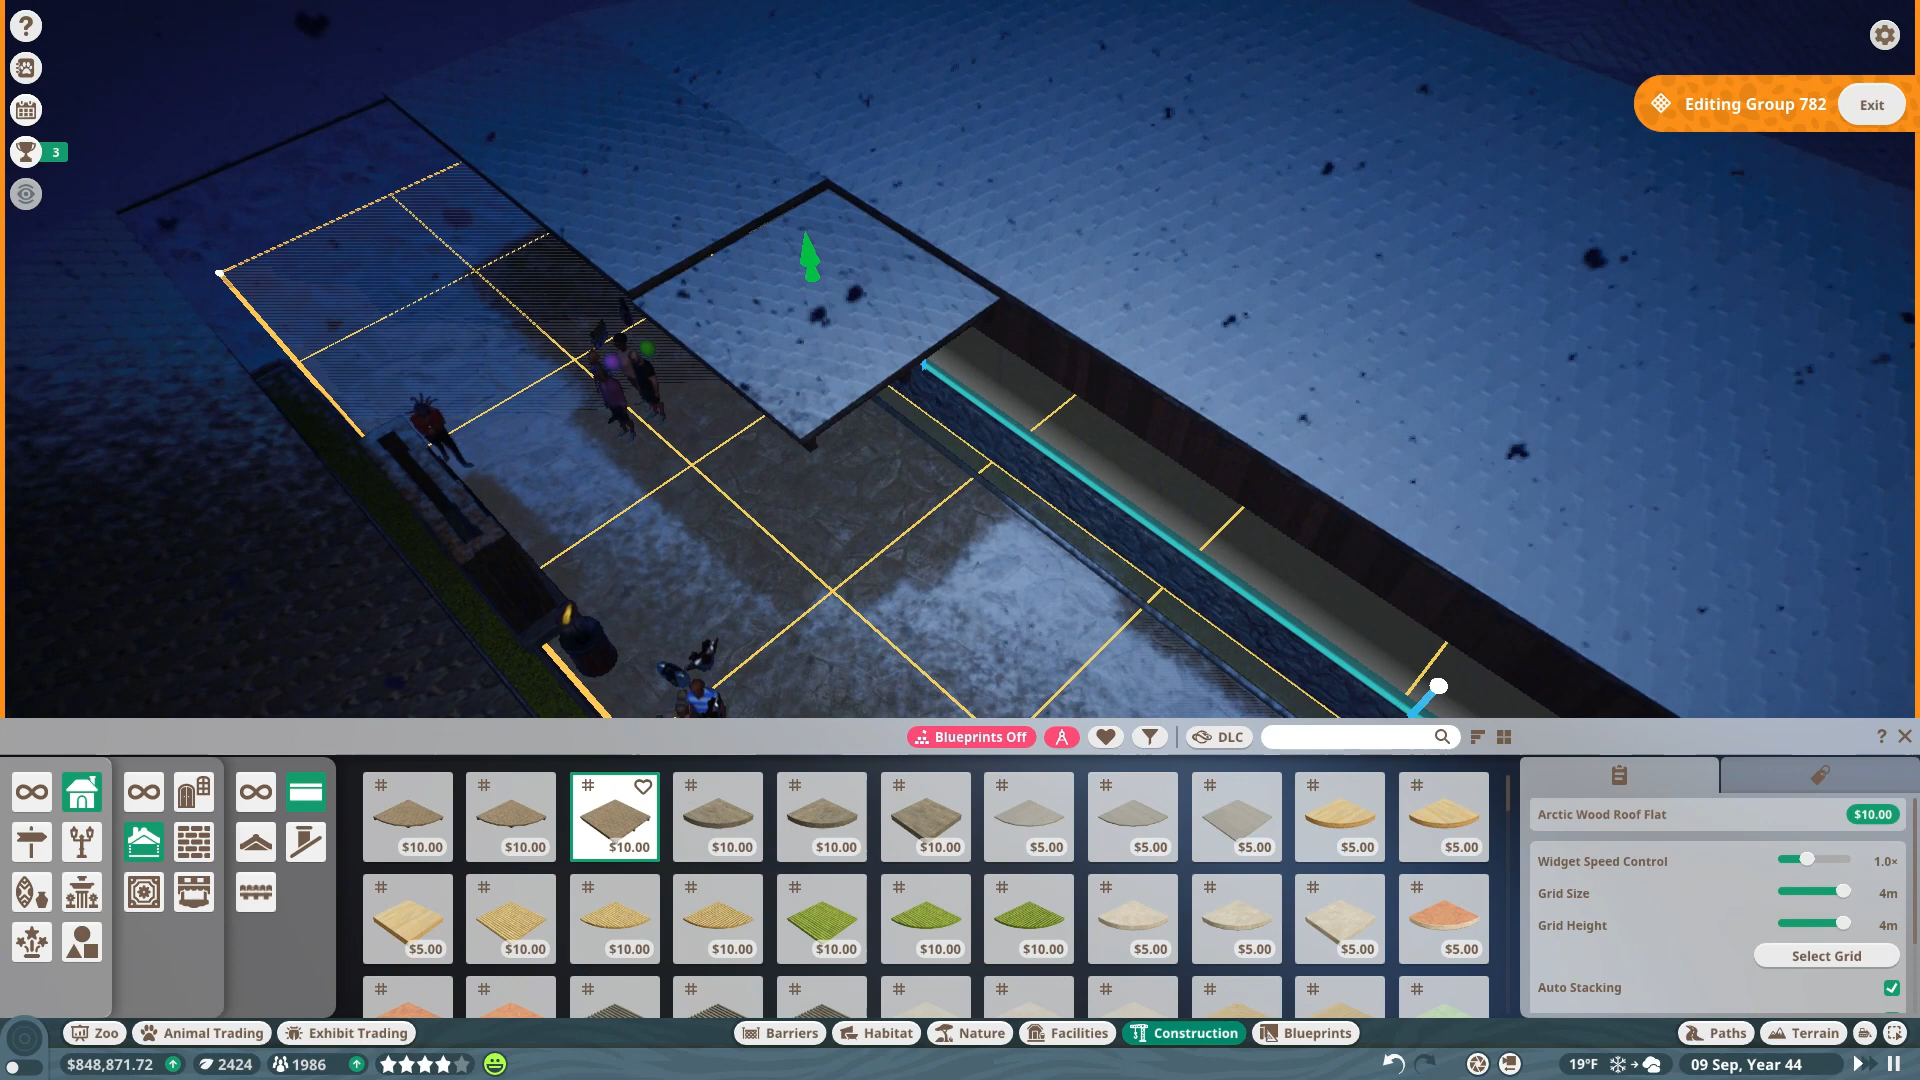 ?
Editing Group 782
Exit
3
Blueprints Off
DLC
?
$10.00
$10.00
$10.00
$10.00
$10.00
$10.00
$5.00
$5.00
$5.00
$5.00
$5.00
$5.00
$10.00
$10.00
$10.00
$10.00
$10.00
$10.00
$5.00
$5.00
$5.00
$5.00
Arctic Wood Roof Flat
$10.00
Widget Speed Control
1.0×
Grid Size
4m
Grid Height
4m
Select Grid
Auto Stacking
Zoo
Animal Trading
Exhibit Trading
Barriers
Habitat
Nature
Facilities
Construction
Blueprints
Paths
Terrain
$848,871.72
2424
1986
19°F
09 Sep, Year 44